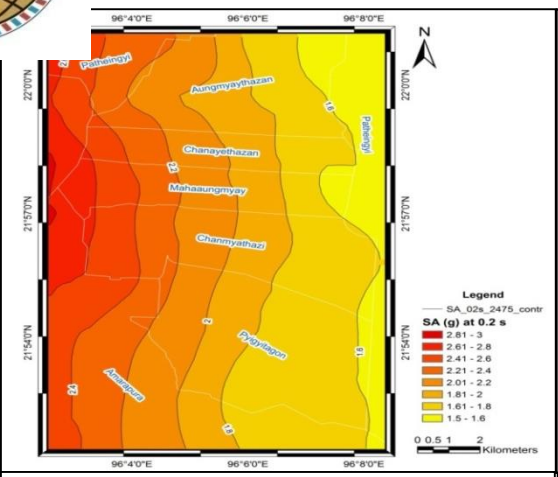 96°4'0"E 96°6'0"E 96°8'0"E
N
Patheingyi
Aungmyaythazan
22°0'0"N
22°0'0"N
1.6
Patheingyi
Chanayethazan
2.2
Mahaaungmyay
21°57'0"N
21°57'0"N
Chanmyathazi
Legend
SA_02s_2475_contr
SA (g) at 0.2 s
2.81 - 3
2.61 - 2.8
2.41 - 2.6
2.21 - 2.4
2.01 - 2.2
1.81 - 2
1.61 - 1.8
1.5 - 1.6
2
Pyigyitagon
21°54'0"N
21°54'0"N
1.6
2.4
Amarapura
1.8
0 0.5 1 2
Kilometers
96°4'0"E 96°6'0"E 96°8'0"E